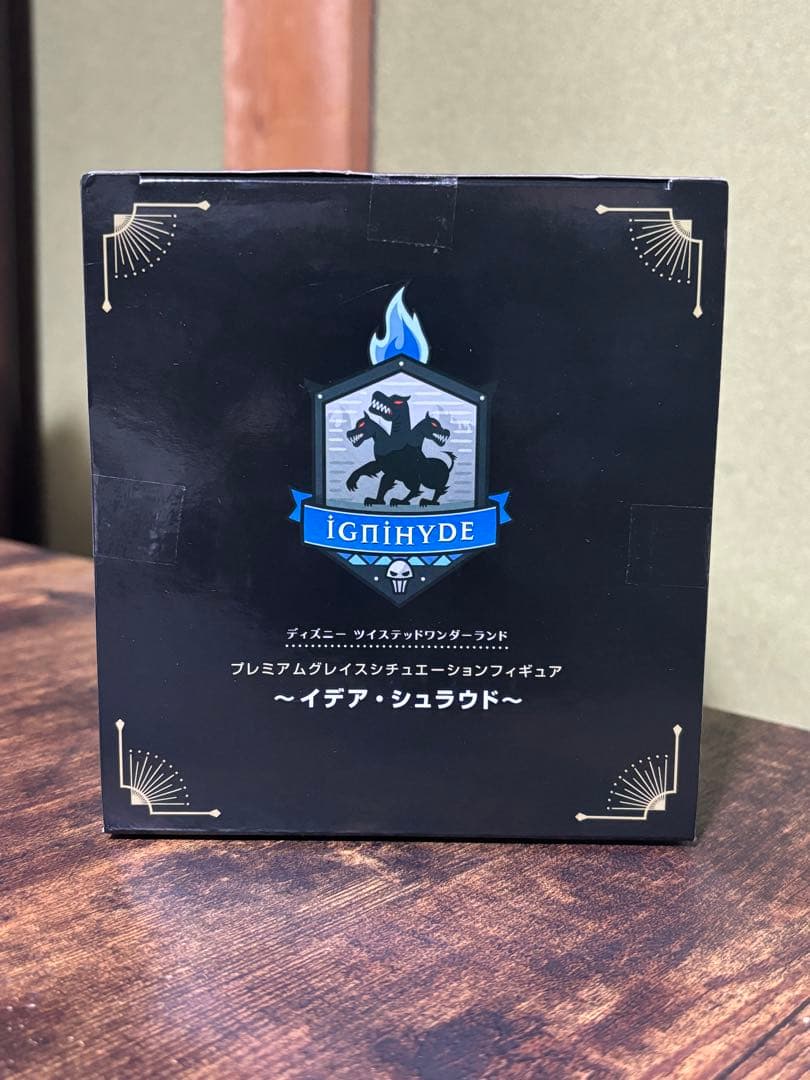 IGNIHYDE
ディズニー ツイステッドワンダーランド
プレミアムグレイスシチュエーションフィギュア
～イデア・シュラウド～